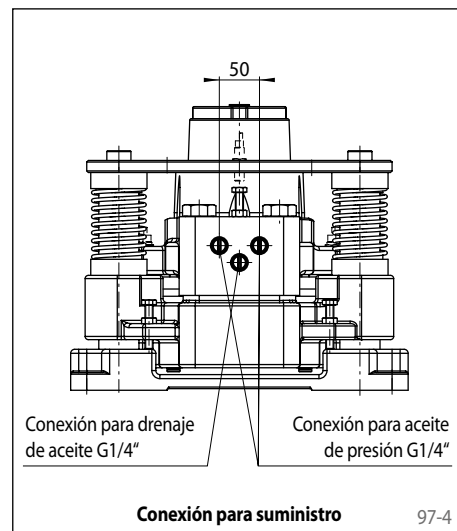 50
Conexión para drenaje
de aceite G1/4“
Conexión para aceite
de presión G1/4“
Conexión para suministro
97-4